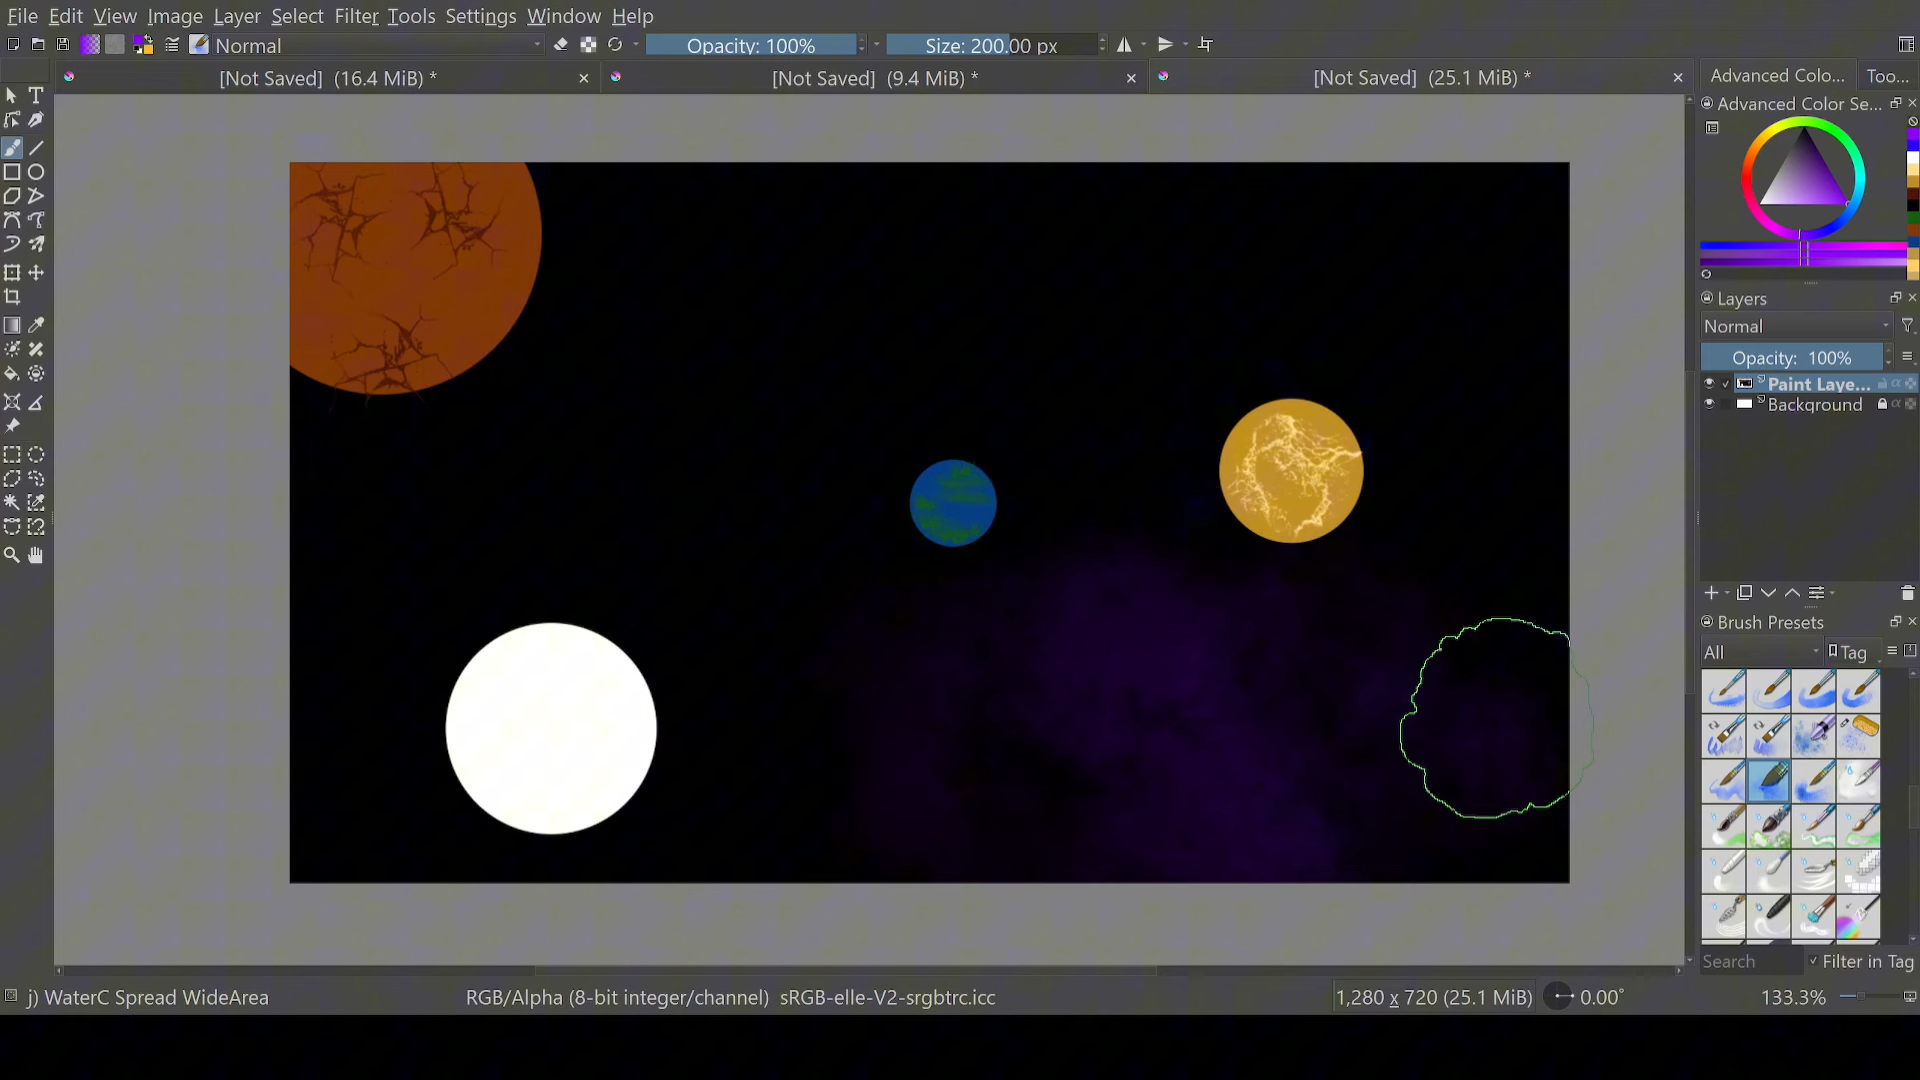 File Edit View Image Layer Select Filter Tools Settings Window Help
Normal Opacity: 100% Size: 200.00 px
[Not Saved] (16.4 MiB) * [Not Saved] (9.4 MiB) * [Not Saved] (25.1 MiB) * Advanced Colo... Too...
Advanced Color Se...
Layers
Normal
Opacity: 100%
Paint Laye...
Background
Brush Presets
All Tag
Search Filter in Tag
j) WaterC Spread WideArea RGB/Alpha (8-bit integer/channel) sRGB-elle-V2-srgbtrc.icc 1,280 x 720 (25.1 MiB) 0.00° 133.3%